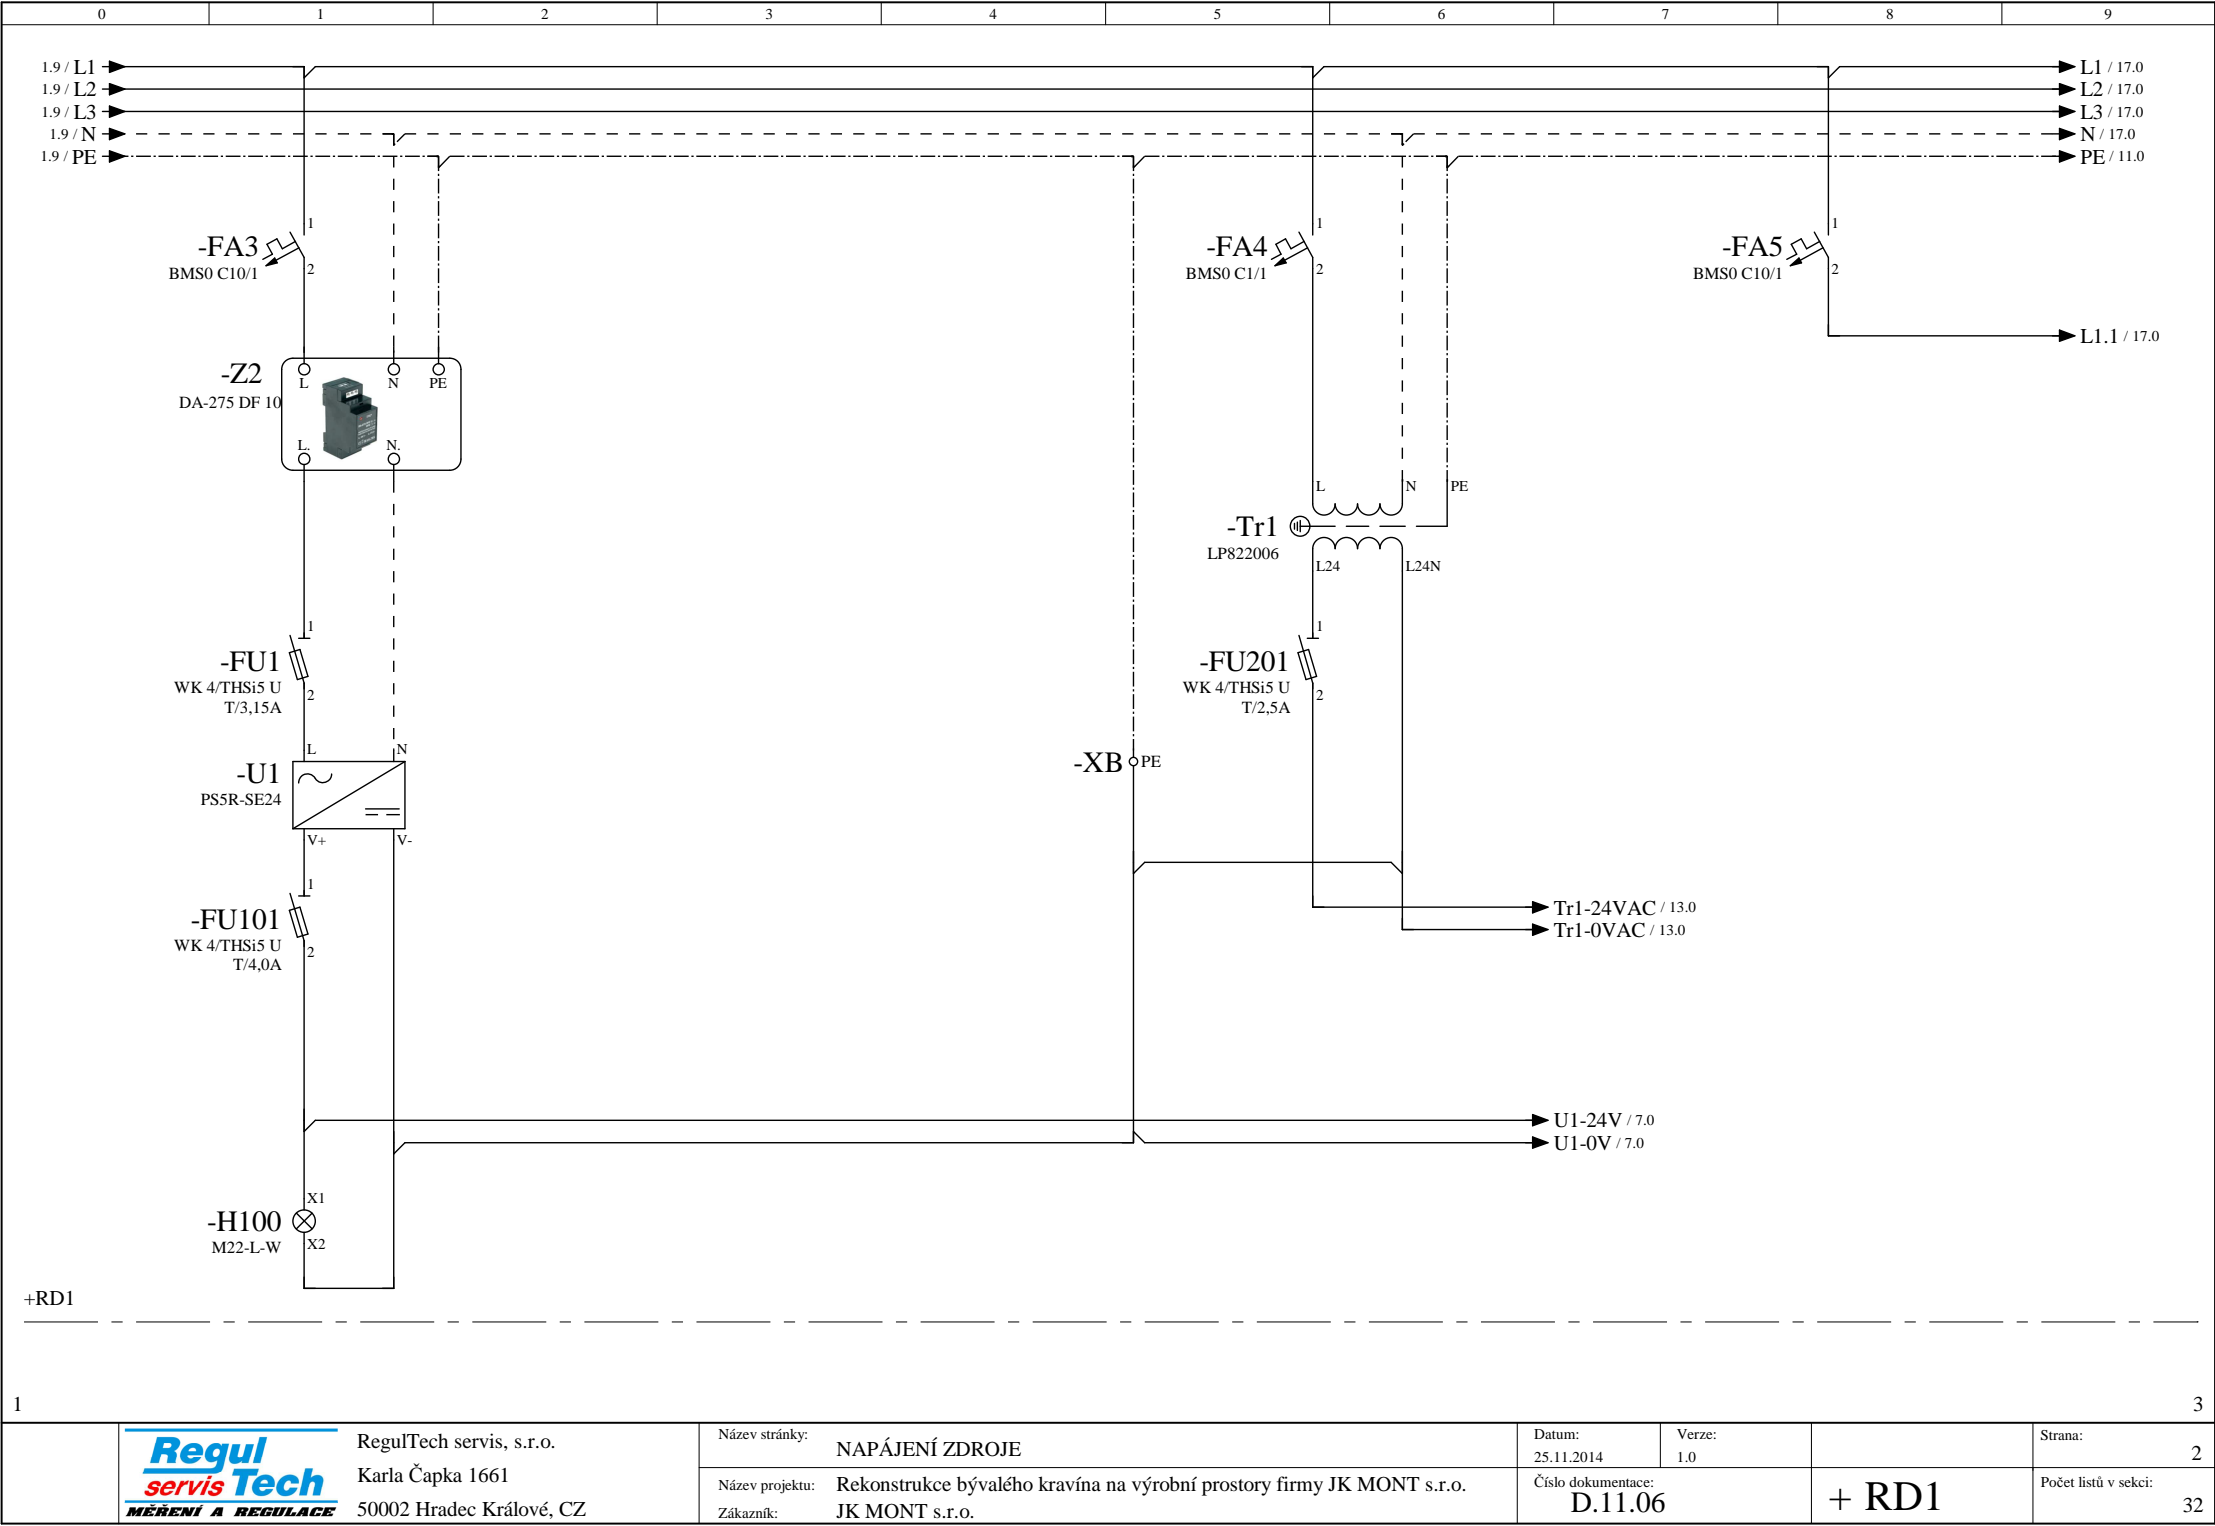 0 1 2 3 4 5 6 7 8 9
1.9 / L1
L1 / 17.0
1.9 / L2
L2 / 17.0
1.9 / L3
L3 / 17.0
1.9 / N
N / 17.0
1.9 / PE
PE / 11.0
1
-FA3
BMS0 C10/1
2
1
-FA4
BMS0 C1/1
2
1
-FA5
BMS0 C10/1
2
L1.1 / 17.0
-Z2
DA-275 DF 10
L N PE
L. N.
L N PE
-Tr1
LP822006
L24 L24N
1
-FU1
WK 4/THSi5 U
T/3,15A
2
1
-FU201
WK 4/THSi5 U
T/2,5A
2
L N
-U1
PS5R-SE24
V+ V-
-XB PE
1
-FU101
WK 4/THSi5 U
T/4,0A
2
Tr1-24VAC / 13.0
Tr1-0VAC / 13.0
U1-24V / 7.0
U1-0V / 7.0
X1
-H100
M22-L-W
X2
+RD1
1
3
Regul
servis Tech
MĚŘENÍ A REGULACE
RegulTech servis, s.r.o.
Karla Čapka 1661
50002 Hradec Králové, CZ
Název stránky: NAPÁJENÍ ZDROJE
Název projektu: Rekonstrukce bývalého kravína na výrobní prostory firmy JK MONT s.r.o.
Zákazník: JK MONT s.r.o.
Datum:
25.11.2014
Verze:
1.0
Číslo dokumentace:
D.11.06
+ RD1
Strana:
2
Počet listů v sekci:
32